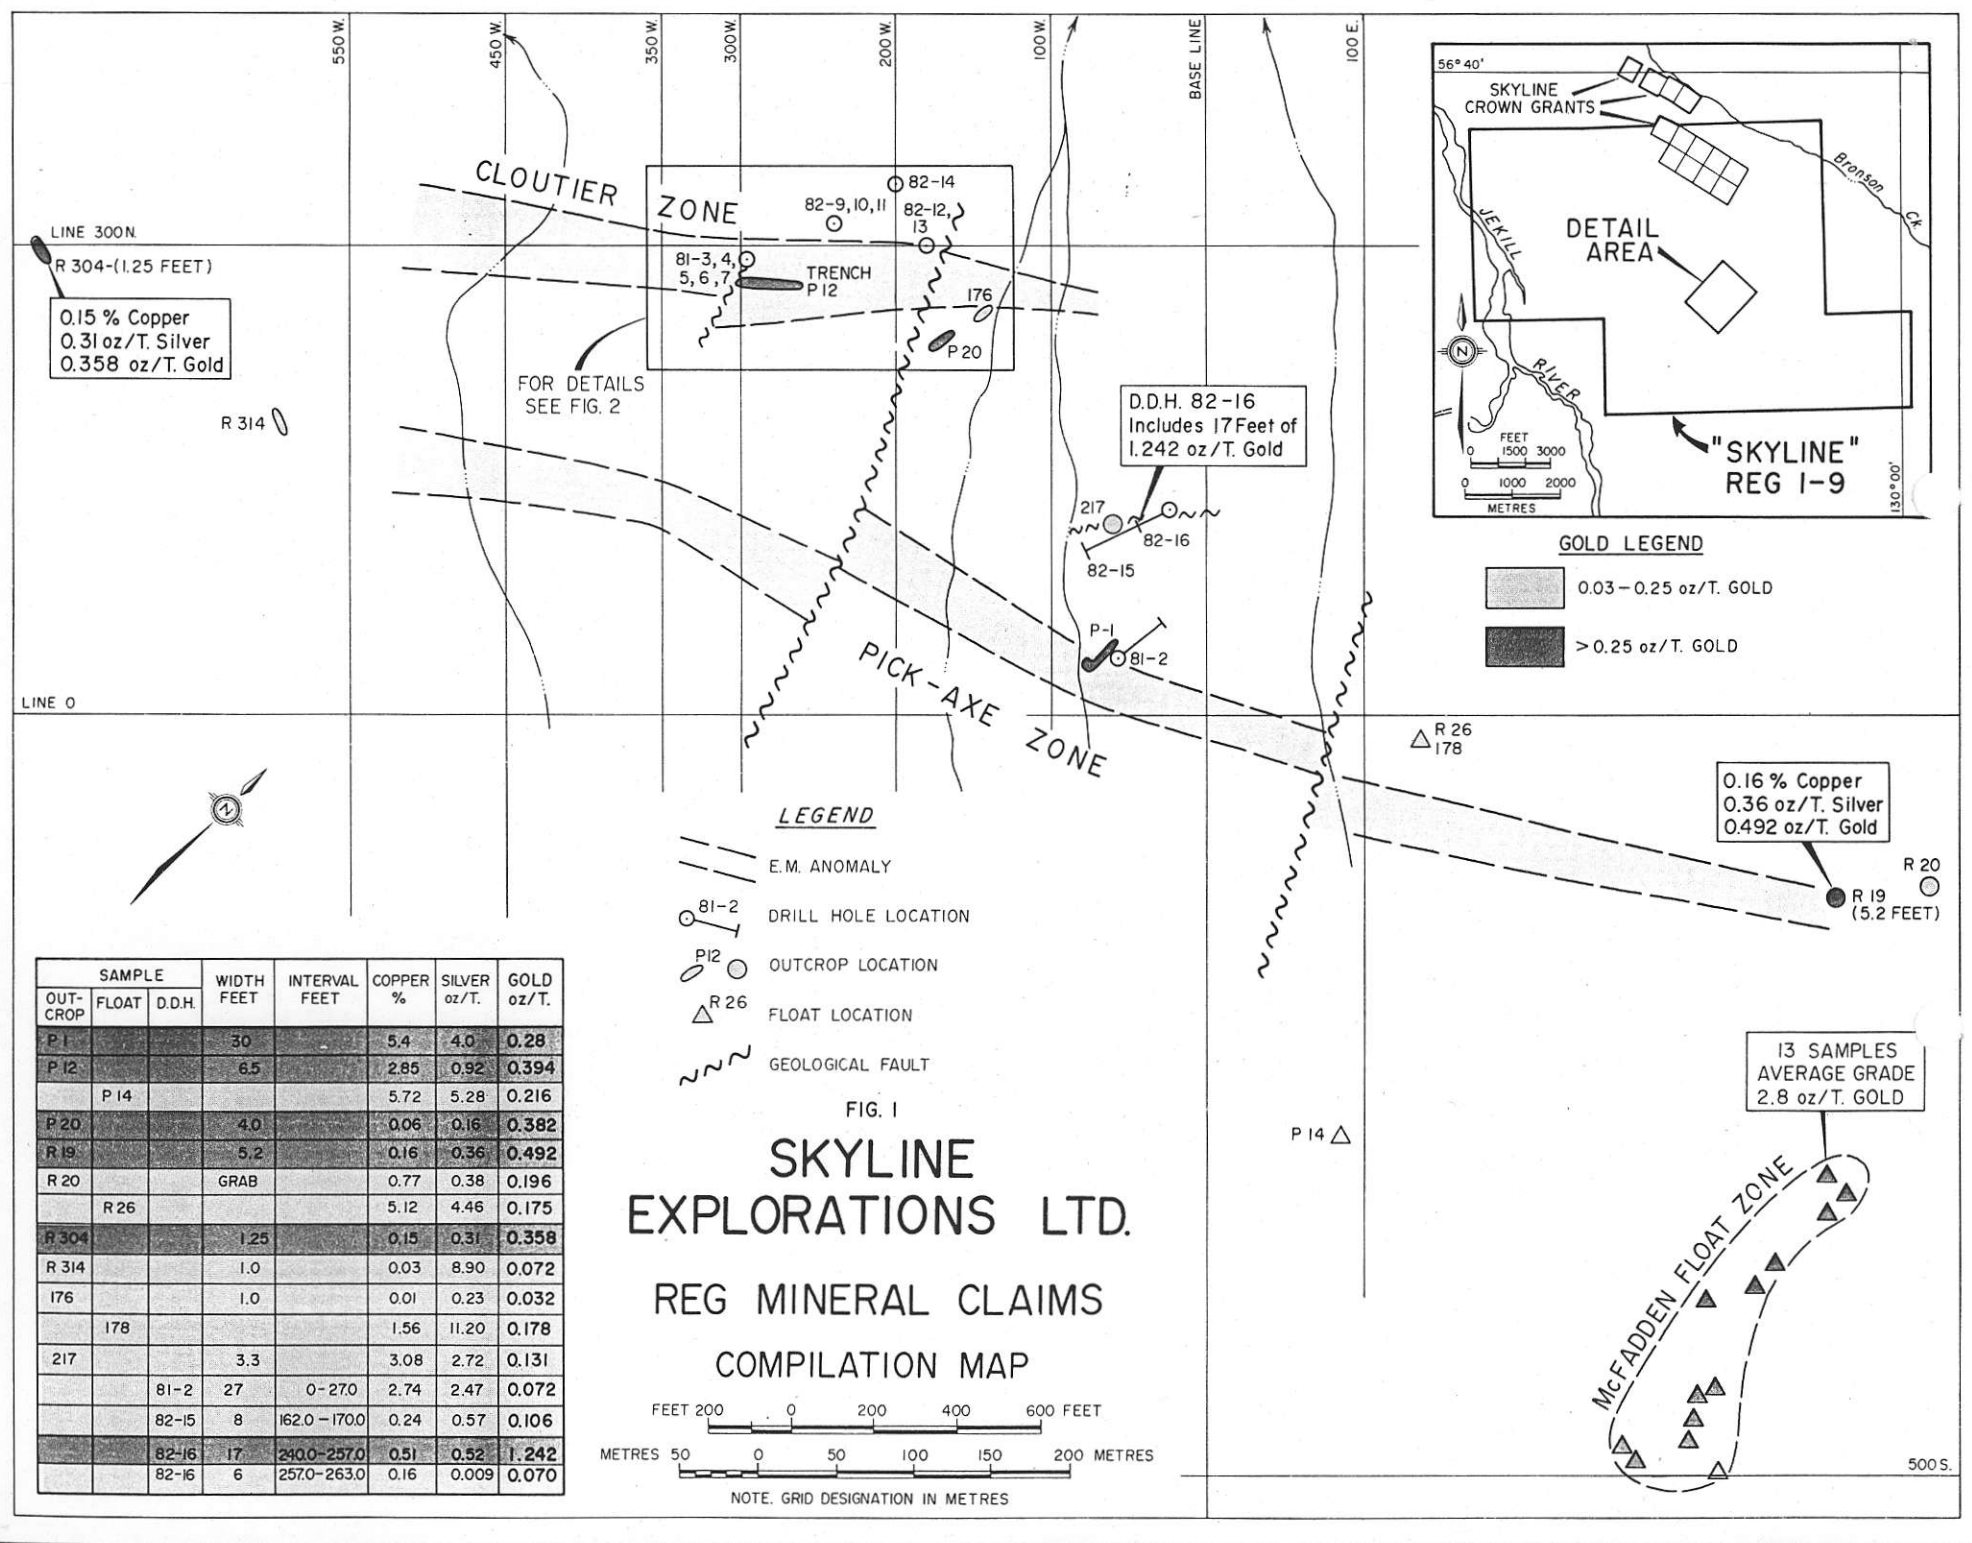 550 W.
450 W.
350 W.
300 W.
200 W.
100 W.
BASE LINE
100 E.
CLOUTIER ZONE
82-14
82-9,10,11
82-12,
13
LINE 300 N.
R 304-(1.25 FEET)
81-3, 4,
5, 6, 7
TRENCH
P 12
176
P 20
0.15 % Copper
0.31 oz/T. Silver
0.358 oz/T. Gold
FOR DETAILS
SEE FIG. 2
R 314
D.D.H. 82-16
Includes 17 Feet of
1.242 oz/T. Gold
217
82-16
82-15
P-1
81-2
PICK-AXE ZONE
LINE O
R 26
178
0.16 % Copper
0.36 oz/T. Silver
0.492 oz/T. Gold
R 20
R 19
(5.2 FEET)
N
56° 40'
SKYLINE
CROWN GRANTS
Bronson Ck.
JEKILL
RIVER
DETAIL
AREA
N
FEET
0 1500 3000
0 1000 2000
METRES
130° 00'
"SKYLINE"
REG 1-9
GOLD LEGEND
0.03 - 0.25 oz/T. GOLD
> 0.25 oz/T. GOLD
LEGEND
E.M. ANOMALY
81-2 DRILL HOLE LOCATION
P12 OUTCROP LOCATION
R 26 FLOAT LOCATION
GEOLOGICAL FAULT
P 14
13 SAMPLES
AVERAGE GRADE
2.8 oz/T. GOLD
McFADDEN FLOAT ZONE
500 S.
SAMPLE WIDTH FEET INTERVAL FEET COPPER % SILVER oz/T. GOLD oz/T.
OUT-CROP FLOAT D.D.H.
P 1 30 5.4 4.0 0.28
P 12 6.5 2.85 0.92 0.394
P 14 5.72 5.28 0.216
P 20 4.0 0.06 0.16 0.382
R 19 5.2 0.16 0.36 0.492
R 20 GRAB 0.77 0.38 0.196
R 26 5.12 4.46 0.175
R 304 1.25 0.15 0.31 0.358
R 314 1.0 0.03 8.90 0.072
176 1.0 0.01 0.23 0.032
178 1.56 11.20 0.178
217 3.3 3.08 2.72 0.131
81-2 27 0-27.0 2.74 2.47 0.072
82-15 8 162.0 - 170.0 0.24 0.57 0.106
82-16 17 240.0-257.0 0.51 0.52 1.242
82-16 6 257.0-263.0 0.16 0.009 0.070
FIG. 1
SKYLINE
EXPLORATIONS LTD.
REG MINERAL CLAIMS
COMPILATION MAP
FEET 200 0 200 400 600 FEET
METRES 50 0 50 100 150 200 METRES
NOTE. GRID DESIGNATION IN METRES